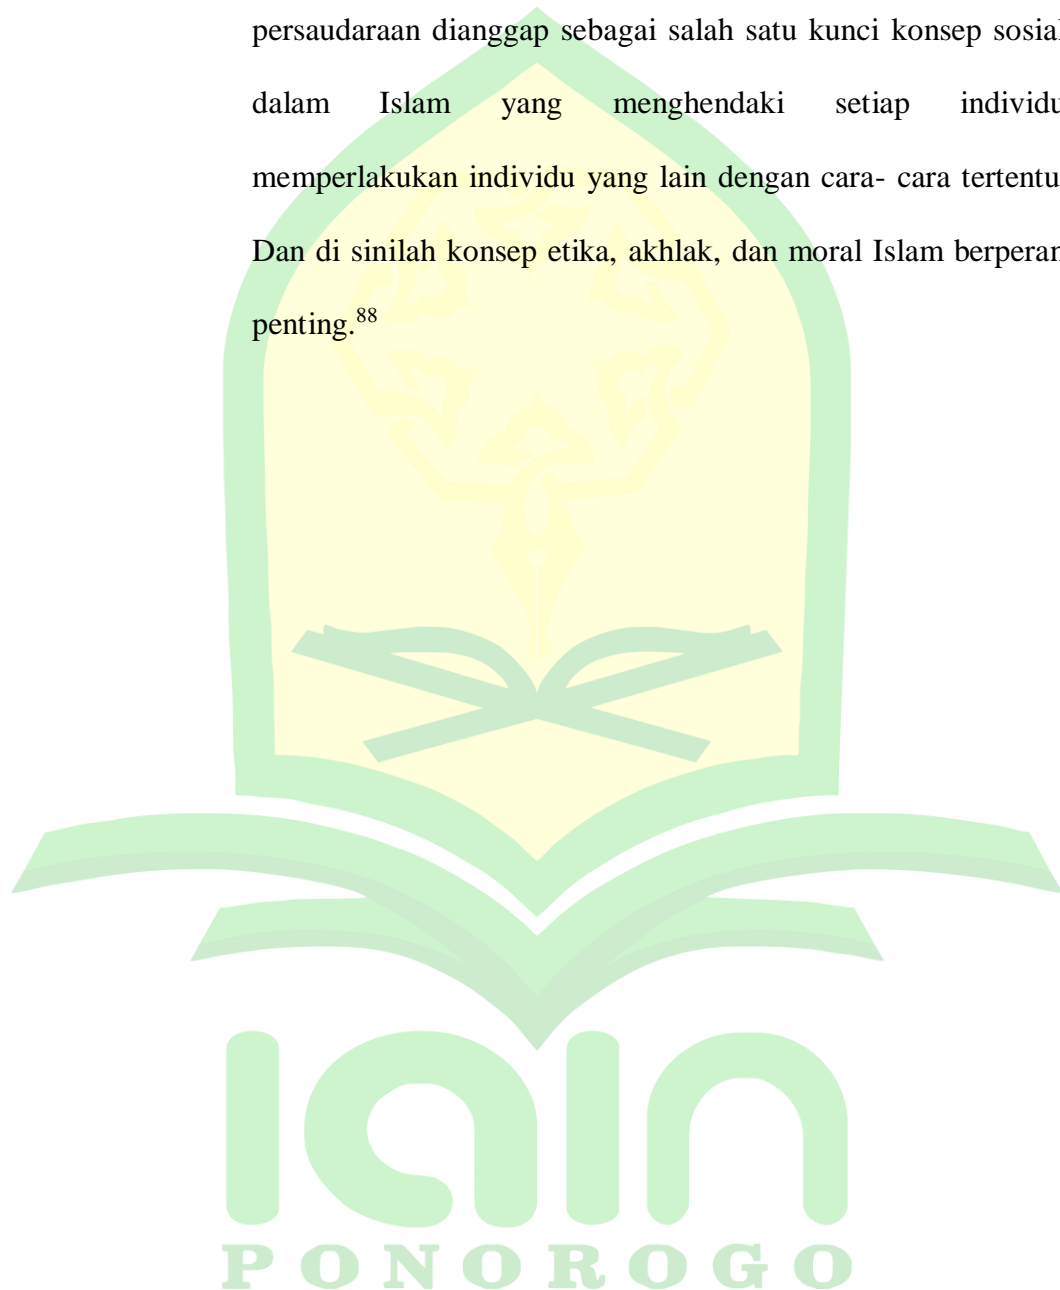 persaudaraan dianggap sebagai salah satu kunci konsep sosial
dalam Islam yang menghendaki setiap individu
memperlakukan individu yang lain dengan cara- cara tertentu
Dan di sinilah konsep etika, akhlak, dan moral Islam berperan
penting.88
iain
PONOROGO